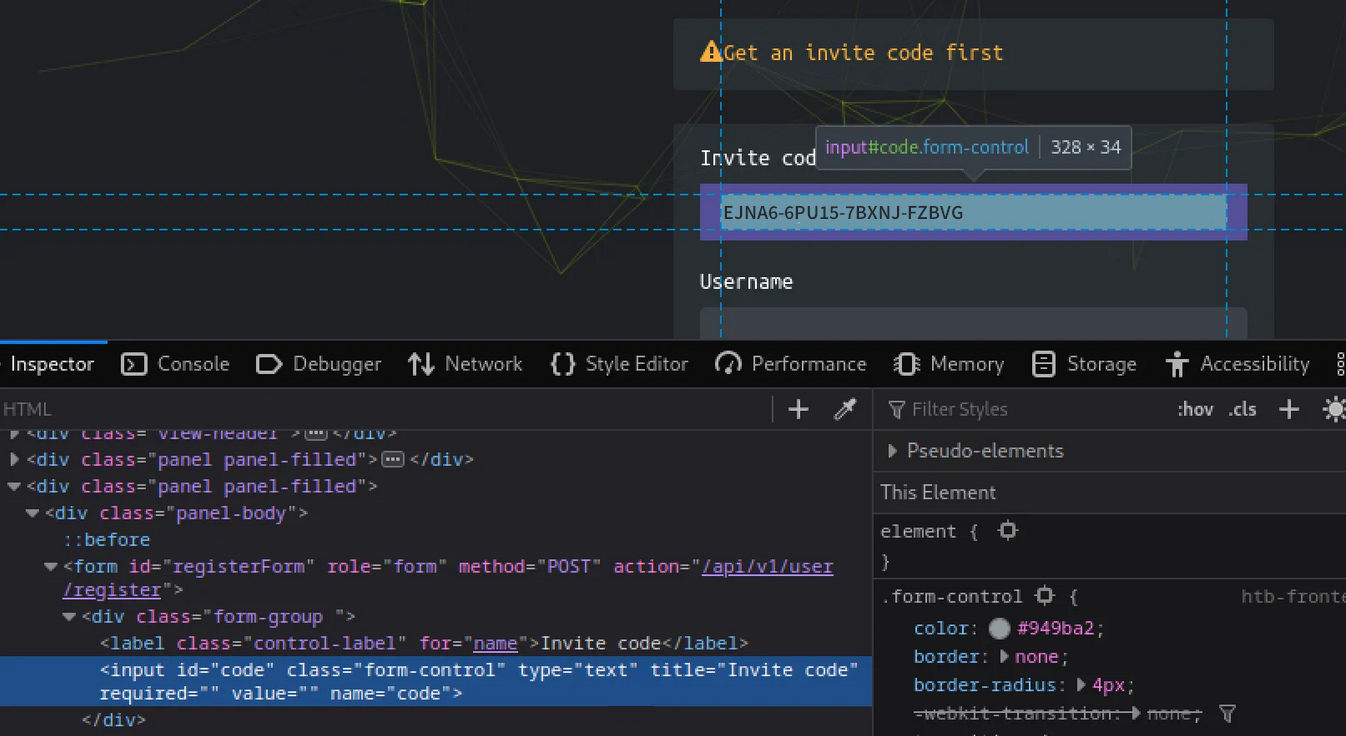 Get an invite code first
Invite cod
input#code.form-control 328 × 34
EJNA6-6PU15-7BXNJ-FZBVG
Username
Inspector Console Debugger Network Style Editor Performance Memory Storage Accessibility
HTML
Filter Styles :hov .cls
<div class="view-header"> </div>
<div class="panel panel-filled"> </div>
<div class="panel panel-filled">
<div class="panel-body">
::before
<form id="registerForm" role="form" method="POST" action="/api/v1/user
/register">
<div class="form-group ">
<label class="control-label" for="name">Invite code</label>
<input id="code" class="form-control" type="text" title="Invite code"
required="" value="" name="code">
</div>
Pseudo-elements
This Element
element {
}
.form-control { htb-fronte
color: #949ba2;
border: none;
border-radius: 4px;
-webkit-transition: none;